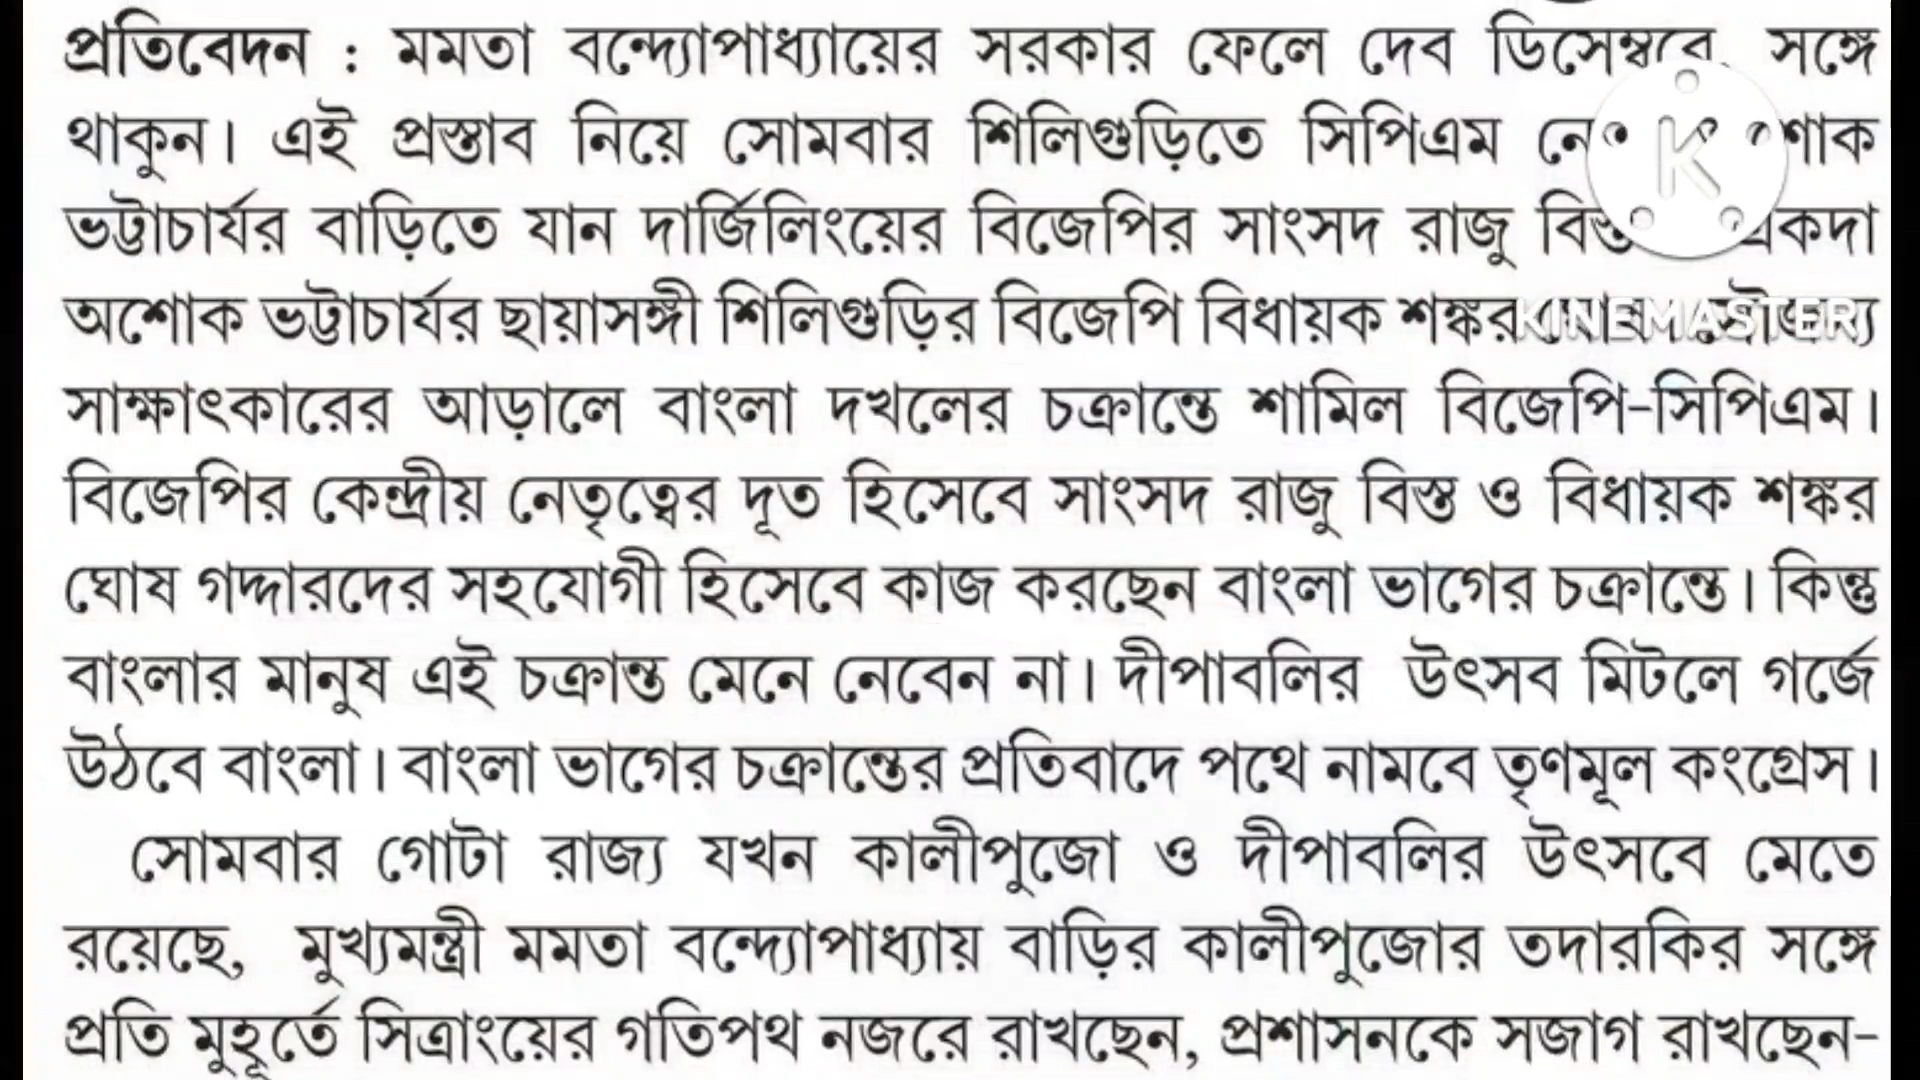 প্রতিবেদন : মমতা বন্দ্যোপাধ্যায়ের সরকার ফেলে দেব ডিসেম্বরে, সঙ্গে
থাকুন। এই প্রস্তাব নিয়ে সোমবার শিলিগুড়িতে সিপিএম
ভট্টাচার্যর বাড়িতে যান দার্জিলিংয়ের বিজেপির সাংসদ রাজু একদা
অশোক ভট্টাচার্যর ছায়াসঙ্গী শিলিগুড়ির বিজেপি বিধায়ক শঙ্কর
সাক্ষাৎকারের আড়ালে বাংলা দখলের চক্রান্তে শামিল বিজেপি-সিপিএম।
বিজেপির কেন্দ্রীয় নেতৃত্বের দূত হিসেবে সাংসদ রাজু বিস্ত ও বিধায়ক শঙ্কর
ঘোষ গদ্দারদের সহযোগী হিসেবে কাজ করছেন বাংলা ভাগের চক্রান্তে। কিন্তু
বাংলার মানুষ এই চক্রান্ত মেনে নেবেন না। দীপাবলির উৎসব মিটলে গর্জে
উঠবে বাংলা। বাংলা ভাগের চক্রান্তের প্রতিবাদে পথে নামবে তৃণমূল কংগ্রেস।
সোমবার গোটা রাজ্য যখন কালীপুজো ও দীপাবলির উৎসবে মেতে
রয়েছে, মুখ্যমন্ত্রী মমতা বন্দ্যোপাধ্যায় বাড়ির কালীপুজোর তদারকির সঙ্গে
প্রতি মুহূর্তে সিত্রাংয়ের গতিপথ নজরে রাখছেন, প্রশাসনকে সজাগ রাখছেন-
K
KINEMASTER